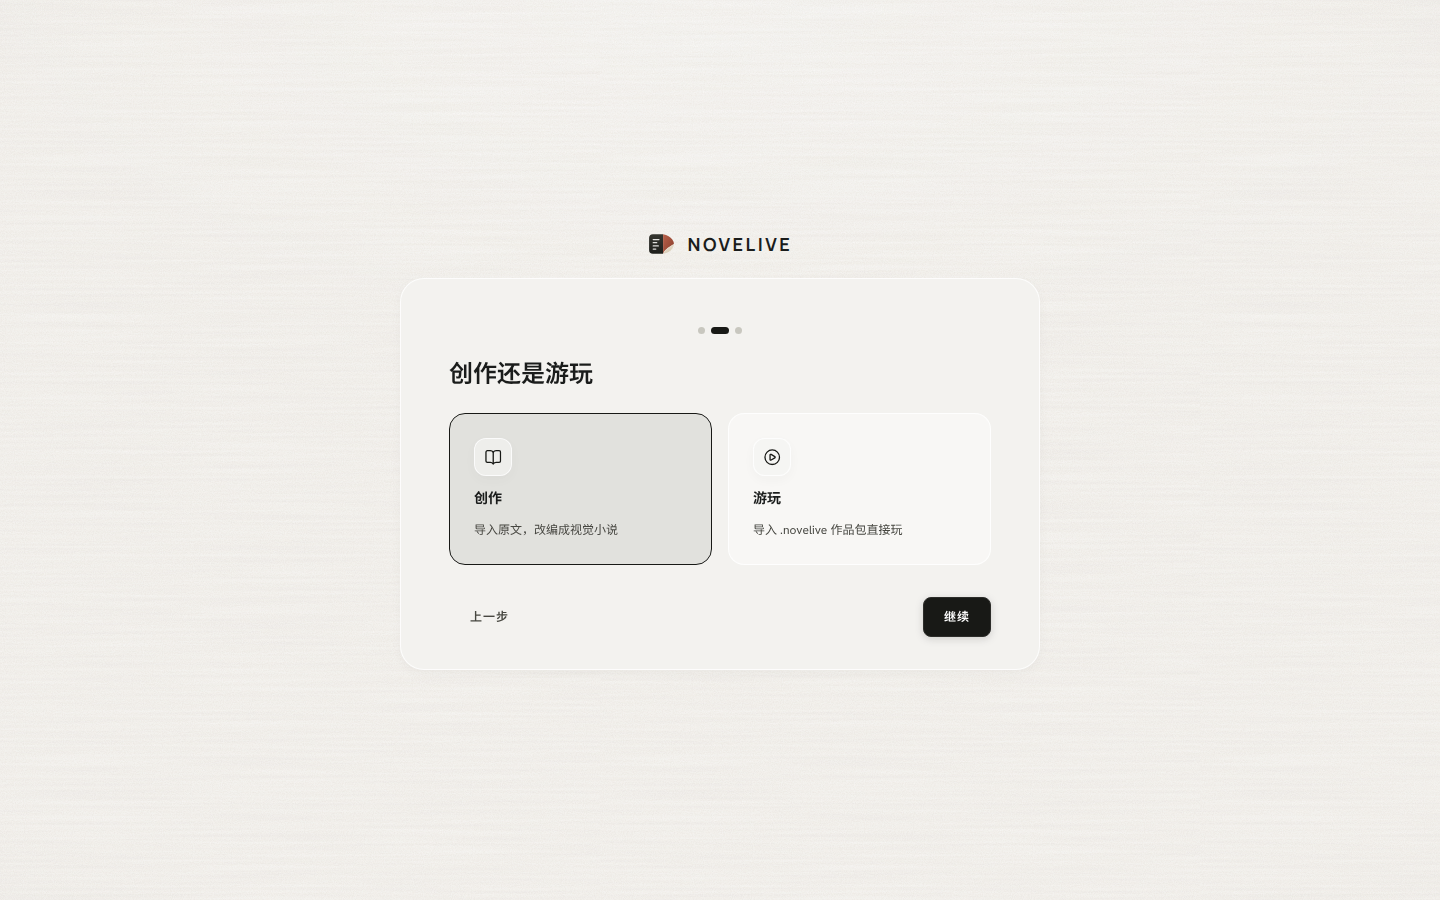 NOVELIVE
创作还是游玩
创作
导入原文，改编成视觉小说
游玩
导入 .novelive 作品包直接玩
上一步
继续